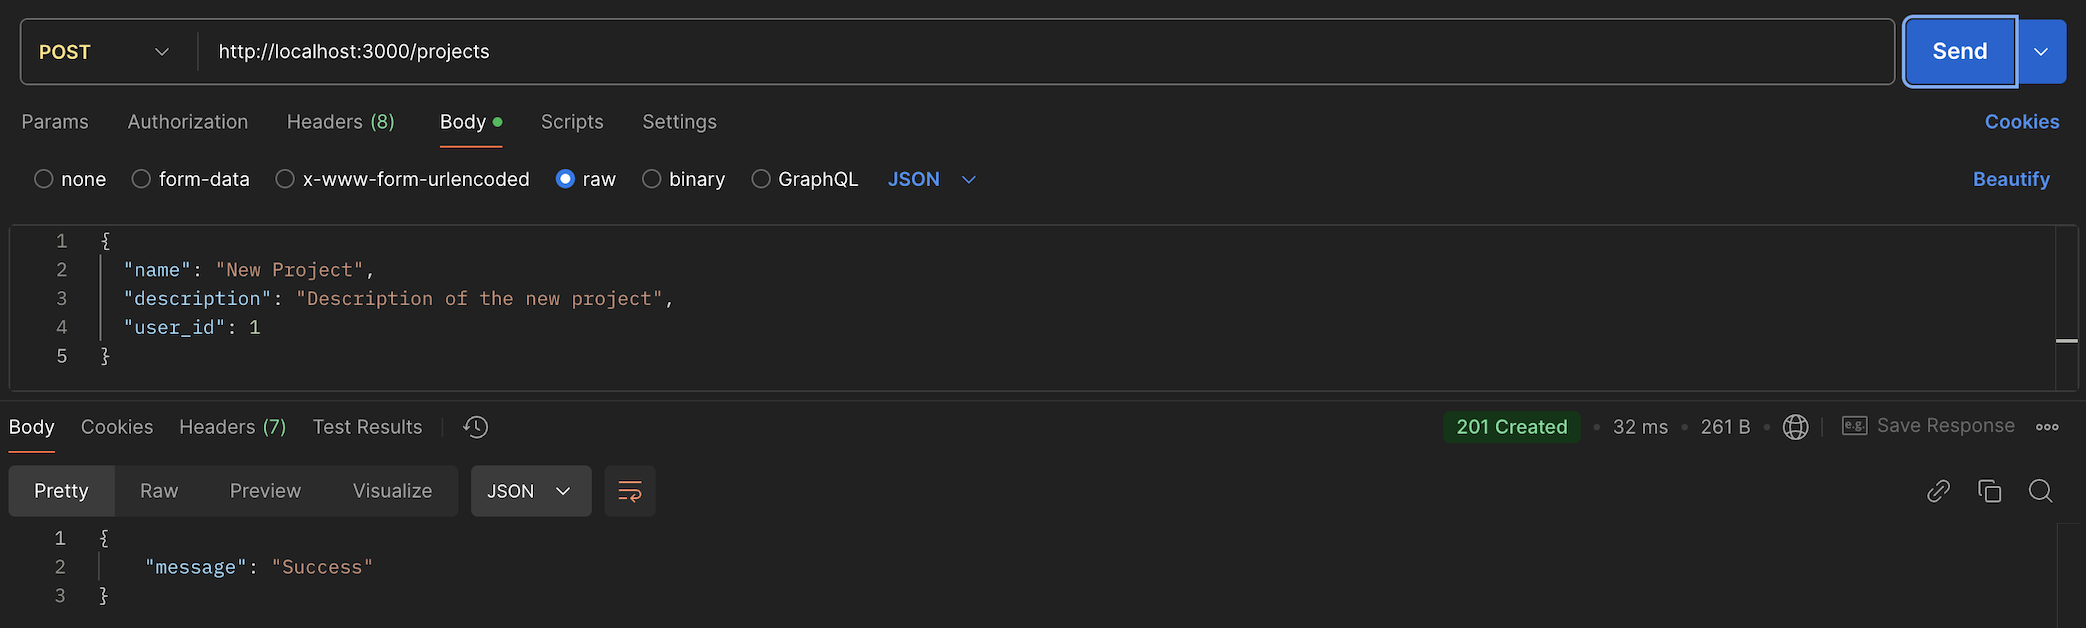 POST http://localhost:3000/projects Send
Params Authorization Headers (8) Body Scripts Settings Cookies
none form-data x-www-form-urlencoded raw binary GraphQL JSON Beautify
1 {
2 "name": "New Project",
3 "description": "Description of the new project",
4 "user_id": 1
5 }
Body Cookies Headers (7) Test Results 201 Created • 32 ms • 261 B • e.g. Save Response
Pretty Raw Preview Visualize JSON
1 {
2 "message": "Success"
3 }